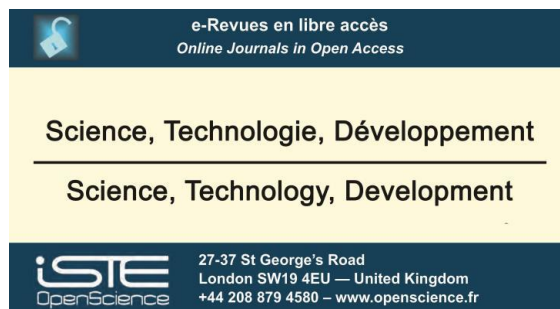 e-Revues en libre accès
Online Journals in Open Access
Science, Technologie, Développement
Science, Technology, Development
iSTE
OpenScience
27-37 St George's Road
London SW19 4EU — United Kingdom
+44 208 879 4580 – www.openscience.fr